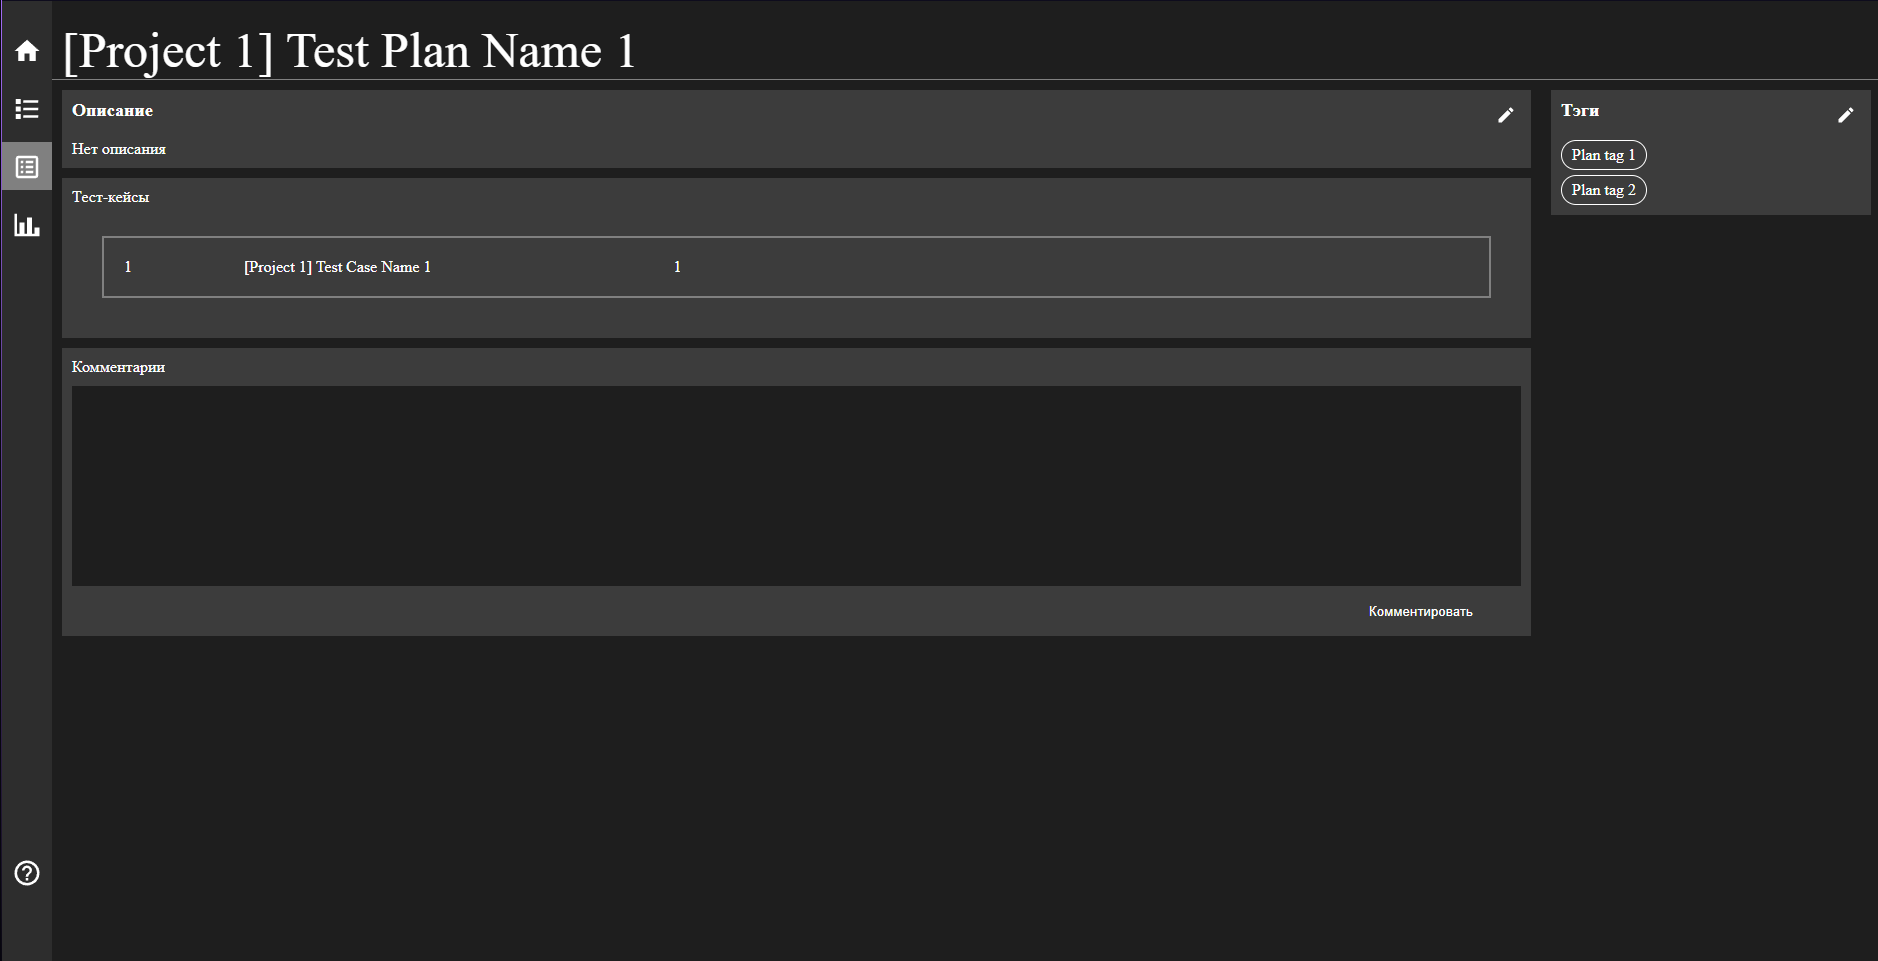 [Project 1] Test Plan Name 1
Описание
Нет описания
Тест-кейсы
1 [Project 1] Test Case Name 1 1
Комментарии
Комментировать
Тэги
Plan tag 1
Plan tag 2